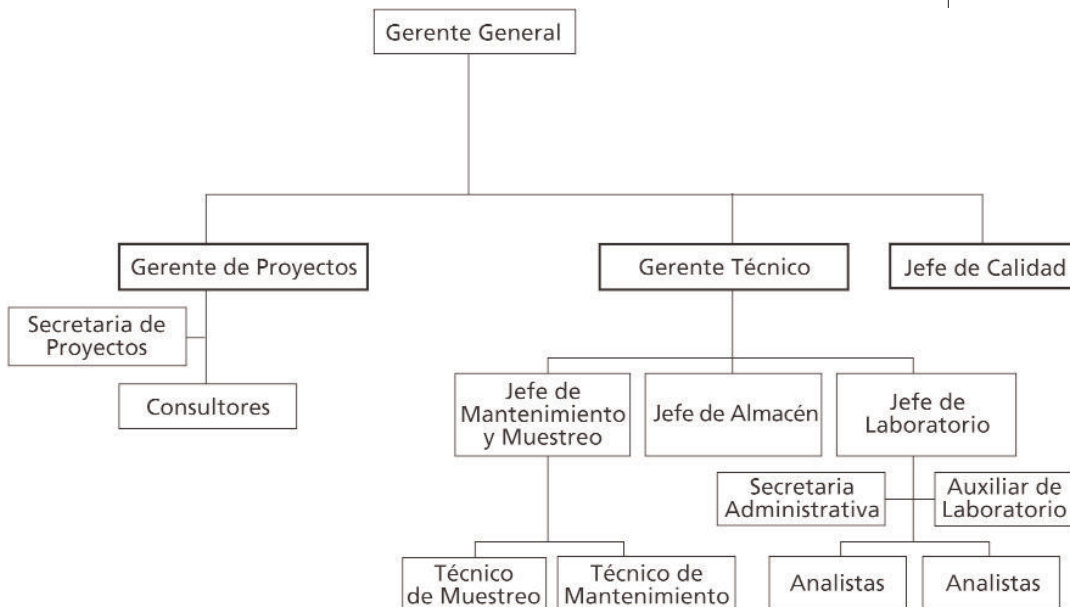 Gerente General
Gerente de Proyectos
Gerente Técnico
Jefe de Calidad
Secretaria de
Proyectos
Consultores
Jefe de
Mantenimiento
y Muestreo
Jefe de Almacén
Jefe de
Laboratorio
Secretaria
Administrativa
Auxiliar de
Laboratorio
Técnico
de Muestreo
Técnico de
Mantenimiento
Analistas
Analistas